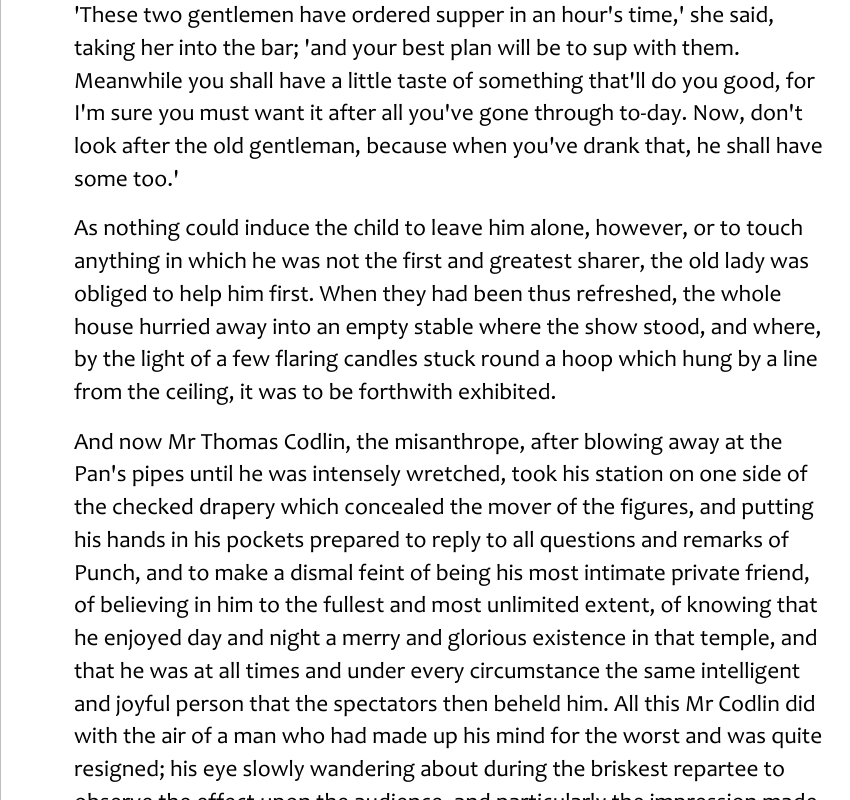 'These two gentlemen have ordered supper in an hour's time,' she said,
taking her into the bar; 'and your best plan will be to sup with them.
Meanwhile you shall have a little taste of something that'll do you good, for
I'm sure you must want it after all you've gone through to-day. Now, don't
look after the old gentleman, because when you've drank that, he shall have
some too.'
As nothing could induce the child to leave him alone, however, or to touch
anything in which he was not the first and greatest sharer, the old lady was
obliged to help him first. When they had been thus refreshed, the whole
house hurried away into an empty stable where the show stood, and where,
by the light of a few flaring candles stuck round a hoop which hung by a line
from the ceiling, it was to be forthwith exhibited.
And now Mr Thomas Codlin, the misanthrope, after blowing away at the
Pan's pipes until he was intensely wretched, took his station on one side of
the checked drapery which concealed the mover of the figures, and putting
his hands in his pockets prepared to reply to all questions and remarks of
Punch, and to make a dismal feint of being his most intimate private friend,
of believing in him to the fullest and most unlimited extent, of knowing that
he enjoyed day and night a merry and glorious existence in that temple, and
that he was at all times and under every circumstance the same intelligent
and joyful person that the spectators then beheld him. All this Mr Codlin did
with the air of a man who had made up his mind for the worst and was quite
resigned; his eye slowly wandering about during the briskest repartee to
observe the effect upon the audience, and particularly the impression made